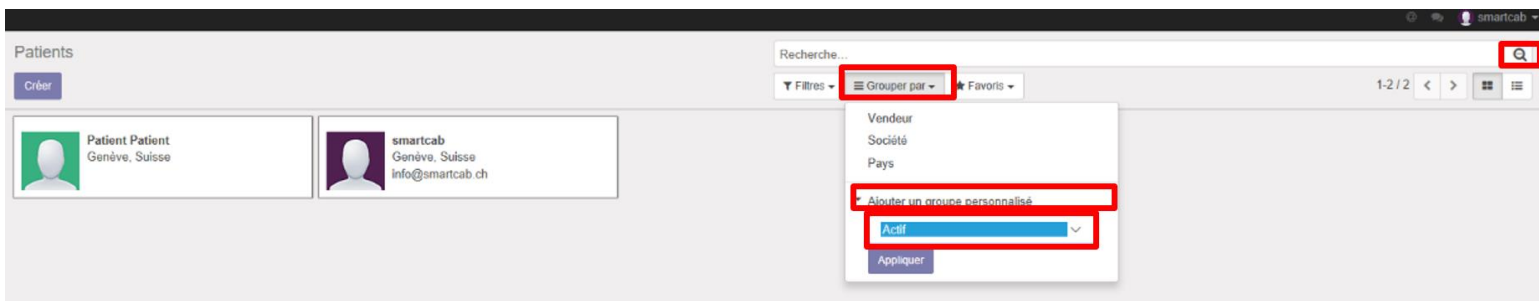 smartcab
Patients
Recherche...
Créer
Filtres
Grouper par
Favoris
1-2 / 2
Vendeur
Société
Pays
Ajouter un groupe personnalisé
Actif
Appliquer
Patient Patient
Genève, Suisse
smartcab
Genève, Suisse
info@smartcab.ch